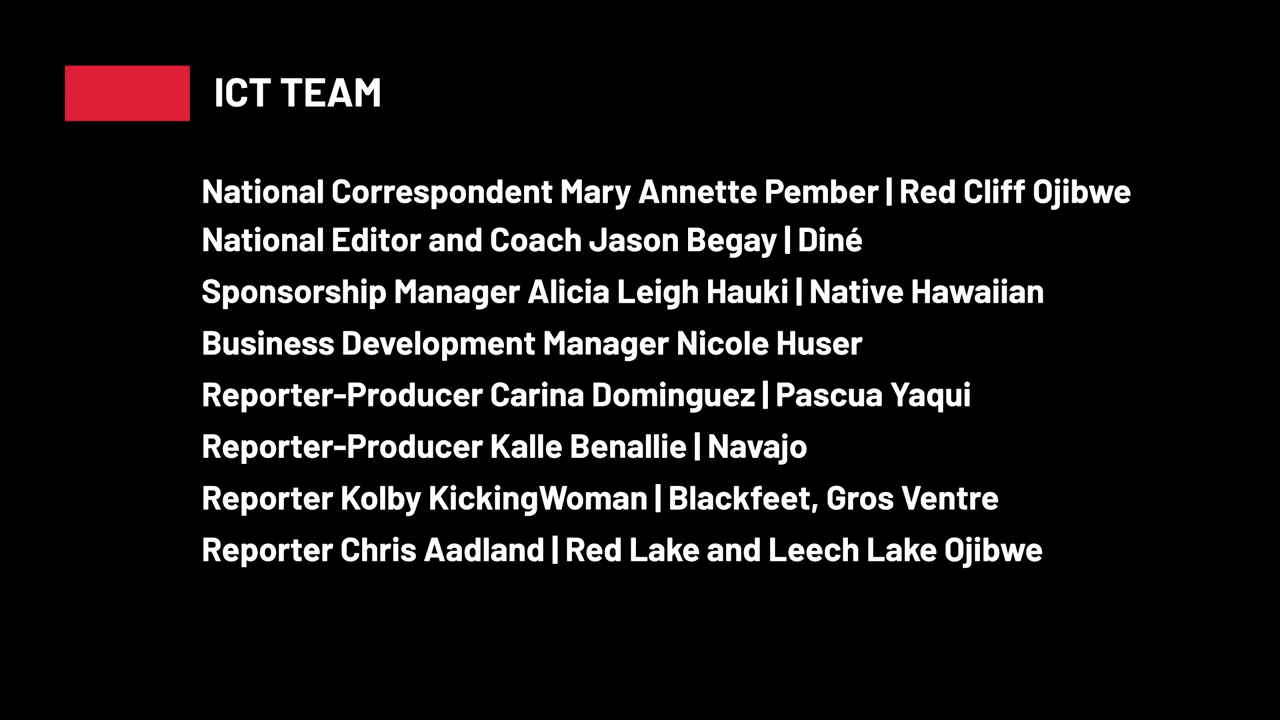 ICT TEAM
National Correspondent Mary Annette Pember | Red Cliff Ojibwe
National Editor and Coach Jason Begay | Diné
Sponsorship Manager Alicia Leigh Hauki | Native Hawaiian
Business Development Manager Nicole Huser
Reporter-Producer Carina Dominguez | Pascua Yaqui
Reporter-Producer Kalle Benallie | Navajo
Reporter Kolby KickingWoman | Blackfeet, Gros Ventre
Reporter Chris Aadland | Red Lake and Leech Lake Ojibwe